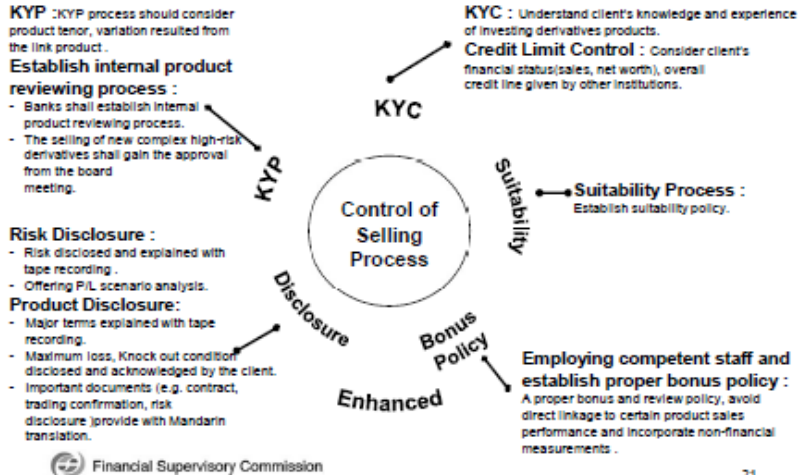 KYP :KYP process should consider
product tenor, variation resulted from
the link product .
Establish internal product
reviewing process :
- Banks shall establish internal
product reviewing process.
- The selling of new complex high-risk
derivatives shall gain the approval
from the board
meeting.
KYC : Understand client's knowledge and experience
of investing derivatives products.
Credit Limit Control : Consider client's
financial status(sales, net worth), overall
credit line given by other institutions.
KYC
KYP
Suitability
Control of
Selling
Process
Suitability Process :
Establish suitability policy.
Risk Disclosure :
- Risk disclosed and explained with
tape recording .
- Offering P/L scenario analysis.
Product Disclosure:
- Major terms explained with tape
recording.
- Maximum loss, Knock out condition
disclosed and acknowledged by the client.
- Important documents (e.g. contract,
trading confirmation, risk
disclosure )provide with Mandarin
translation.
Disclosure
Bonus
Policy
Enhanced
Employing competent staff and
establish proper bonus policy :
A proper bonus and review policy, avoid
direct linkage to certain product sales
performance and incorporate non-financial
measurements .
Financial Supervisory Commission